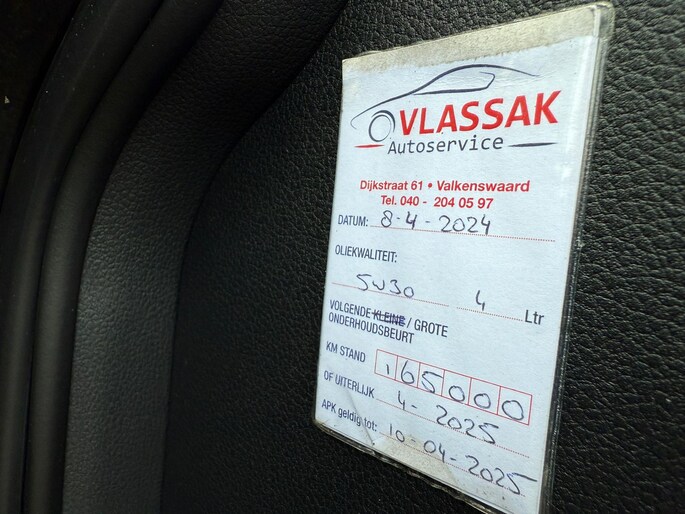 VLASSAK
Autoservice
Dijkstraat 61 • Valkenswaard
Tel. 040 - 204 05 97
DATUM: 8-4-2024
OLIEKWALITEIT:
5W30 4 Ltr
VOLGENDE KLEINE / GROTE
ONDERHOUDSBEURT
KM STAND 165000
OF UITERLIJK 4-2025
APK geldig tot: 10-04-2025